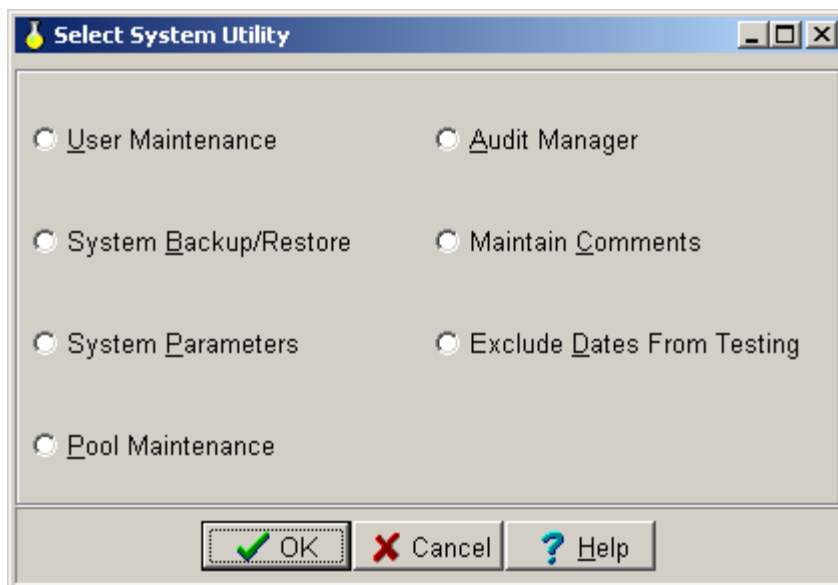 Select System Utility
User Maintenance
Audit Manager
System Backup/Restore
Maintain Comments
System Parameters
Exclude Dates From Testing
Pool Maintenance
OK
Cancel
? Help